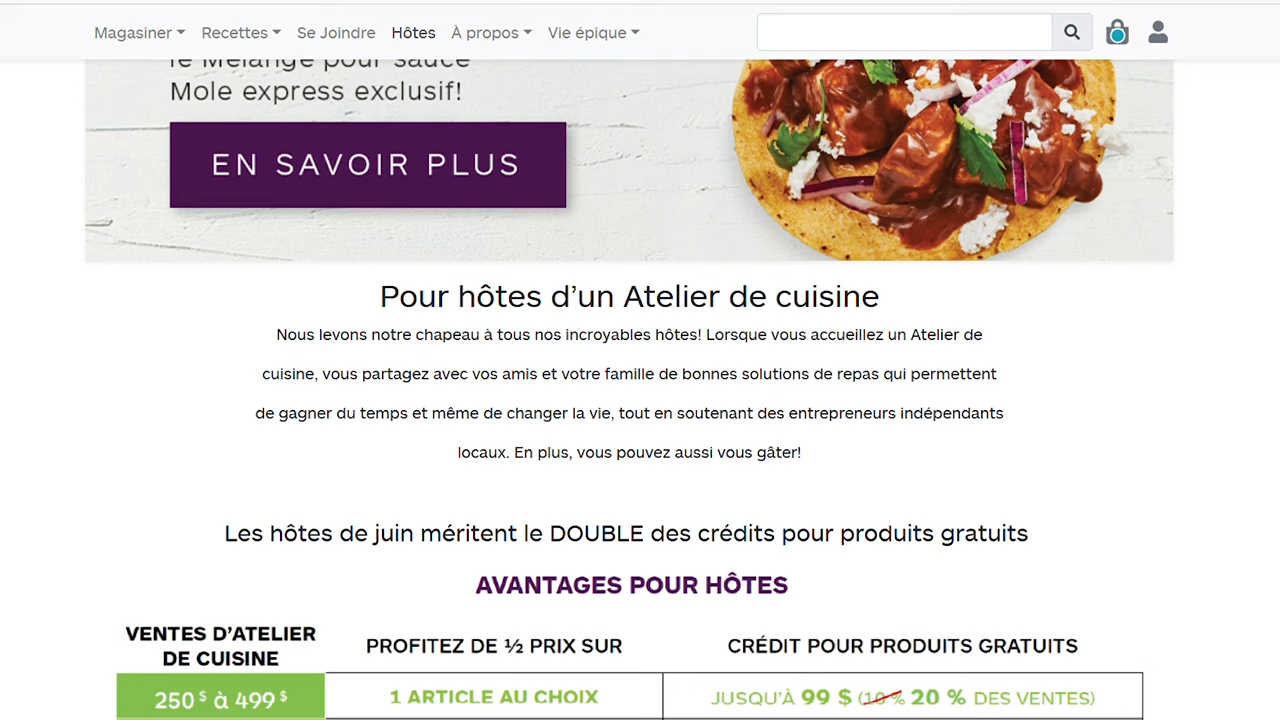 Magasiner Recettes Se Joindre Hôtes À propos Vie épique
le Mélange pour sauce
Mole express exclusif!
EN SAVOIR PLUS
Pour hôtes d’un Atelier de cuisine
Nous levons notre chapeau à tous nos incroyables hôtes! Lorsque vous accueillez un Atelier de
cuisine, vous partagez avec vos amis et votre famille de bonnes solutions de repas qui permettent
de gagner du temps et même de changer la vie, tout en soutenant des entrepreneurs indépendants
locaux. En plus, vous pouvez aussi vous gâter!
Les hôtes de juin méritent le DOUBLE des crédits pour produits gratuits
AVANTAGES POUR HÔTES
VENTES D’ATELIER
DE CUISINE
PROFITEZ DE ½ PRIX SUR
CRÉDIT POUR PRODUITS GRATUITS
250 $ à 499 $
1 ARTICLE AU CHOIX
JUSQU’À 99 $ (10 % 20 % DES VENTES)